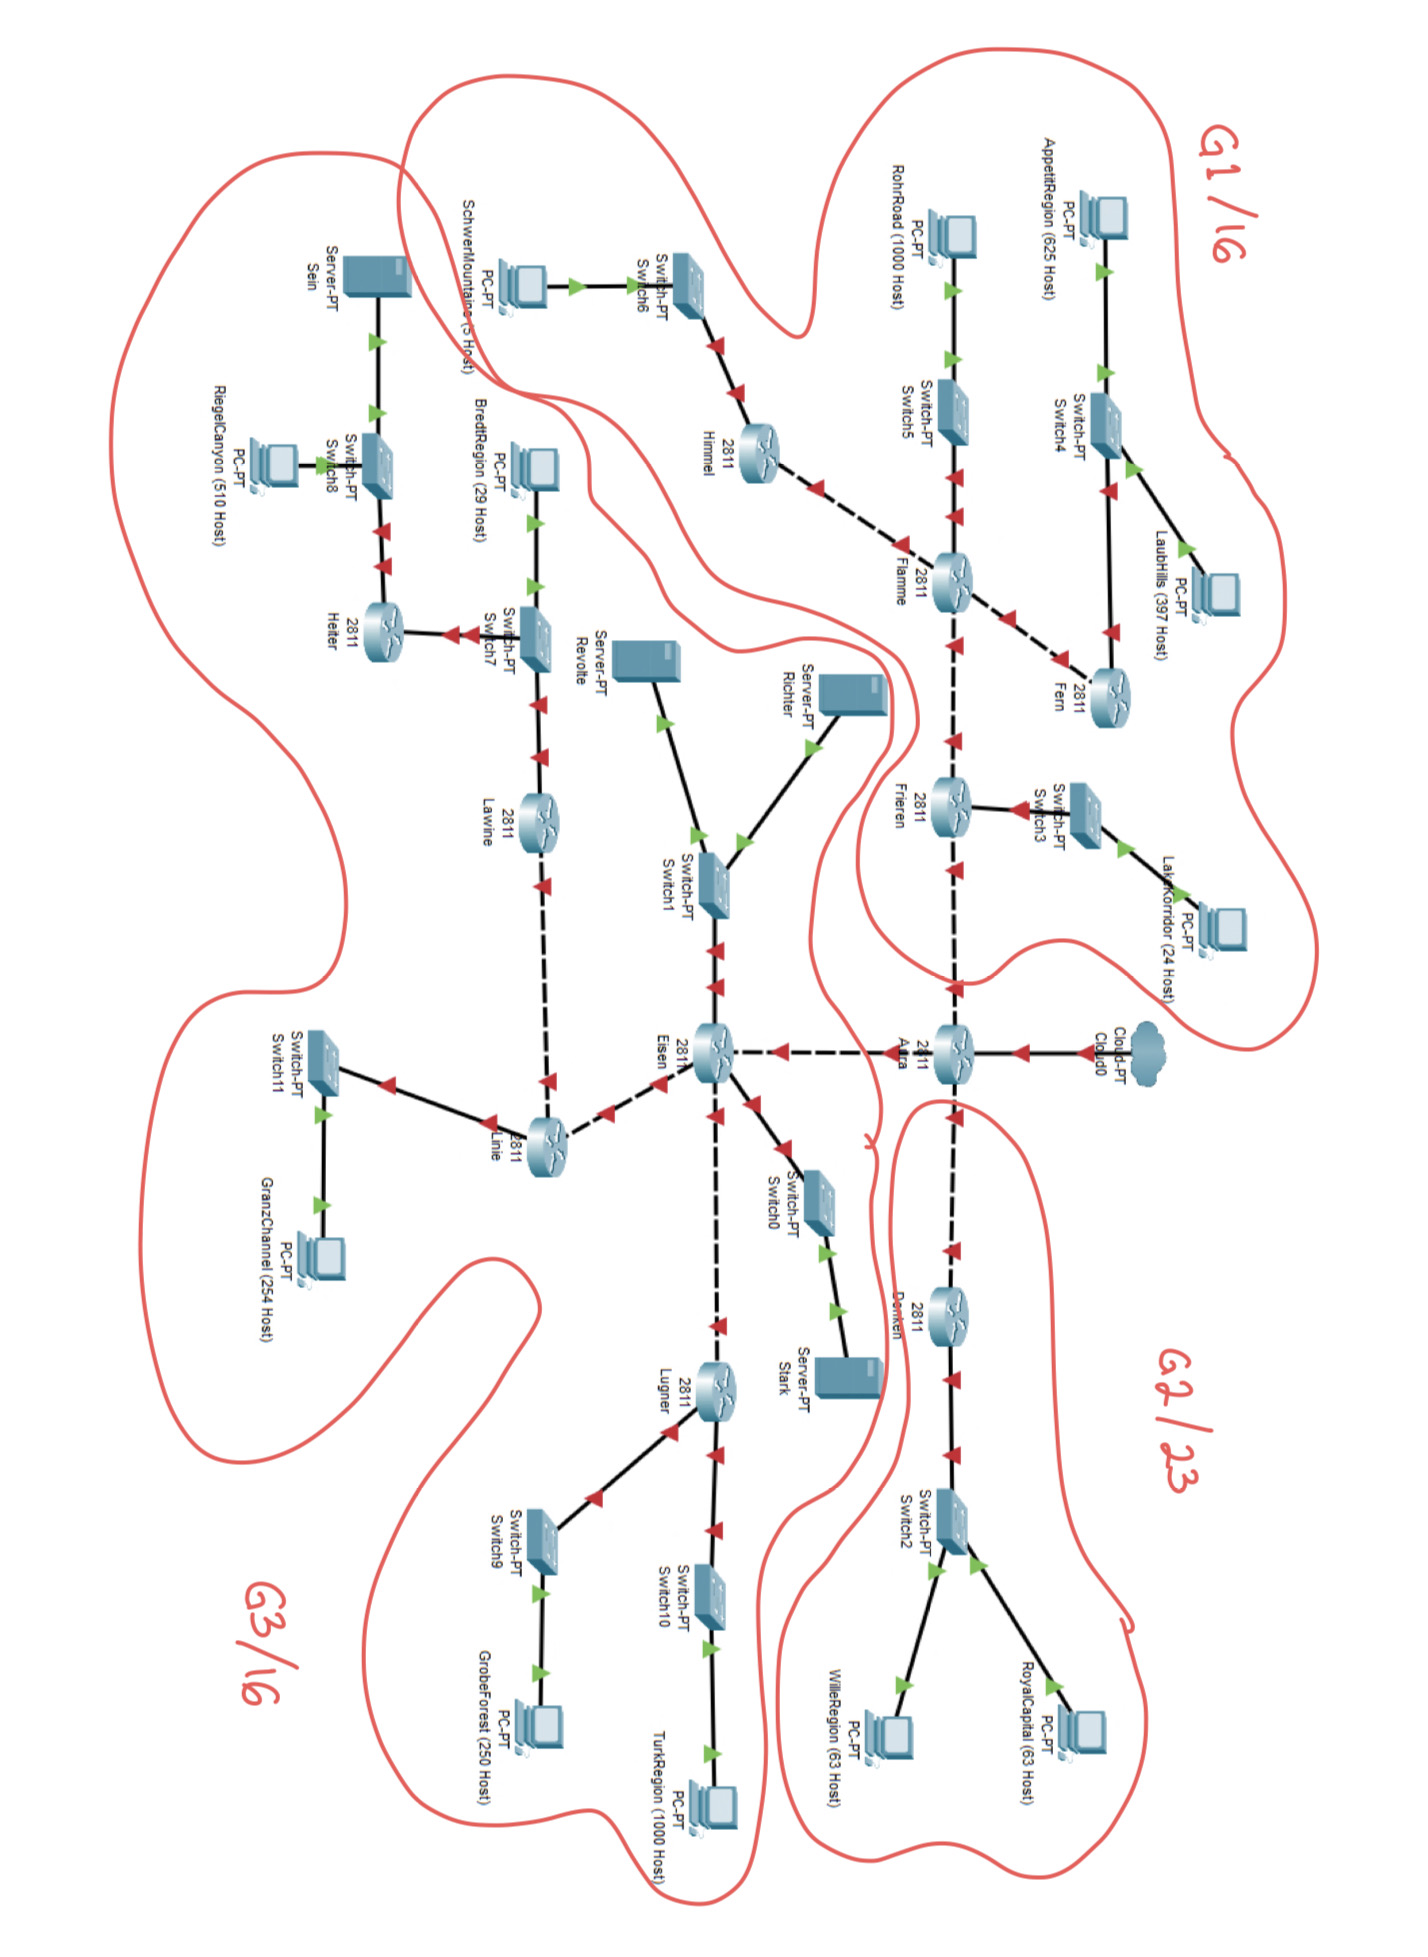 G1/16
PC-PT
LaubHills (397 Host)
PC-PT
LakeKorridor (24 Host)
G2/23
Cloud-PT
Cloud0
PC-PT
AppetitRegion (625 Host)
Switch-PT
Switch4
2811
Fern
Switch-PT
Switch3
PC-PT
RoyalCapital (63 Host)
PC-PT
RohrRoad (1000 Host)
Switch-PT
Switch5
2811
Flamme
2811
Frieren
2811
Aura
2811
Denken
Switch-PT
Switch2
PC-PT
WilleRegion (63 Host)
Server-PT
Richter
Switch-PT
Switch0
Server-PT
Stark
2811
Himmel
Switch-PT
Switch6
Switch-PT
Switch1
2811
Eisen
2811
Lugner
Switch-PT
Switch10
PC-PT
TurkRegion (1000 Host)
Server-PT
Revolte
PC-PT
SchwerMountains (5 Host)
PC-PT
BredtRegion (29 Host)
Switch-PT
Switch7
2811
Lawine
2811
Linie
Switch-PT
Switch9
PC-PT
GrobeForest (250 Host)
Server-PT
Sein
Switch-PT
Switch8
2811
Heiter
Switch-PT
Switch11
PC-PT
GranzChannel (254 Host)
G3/16
PC-PT
RiegelCanyon (510 Host)